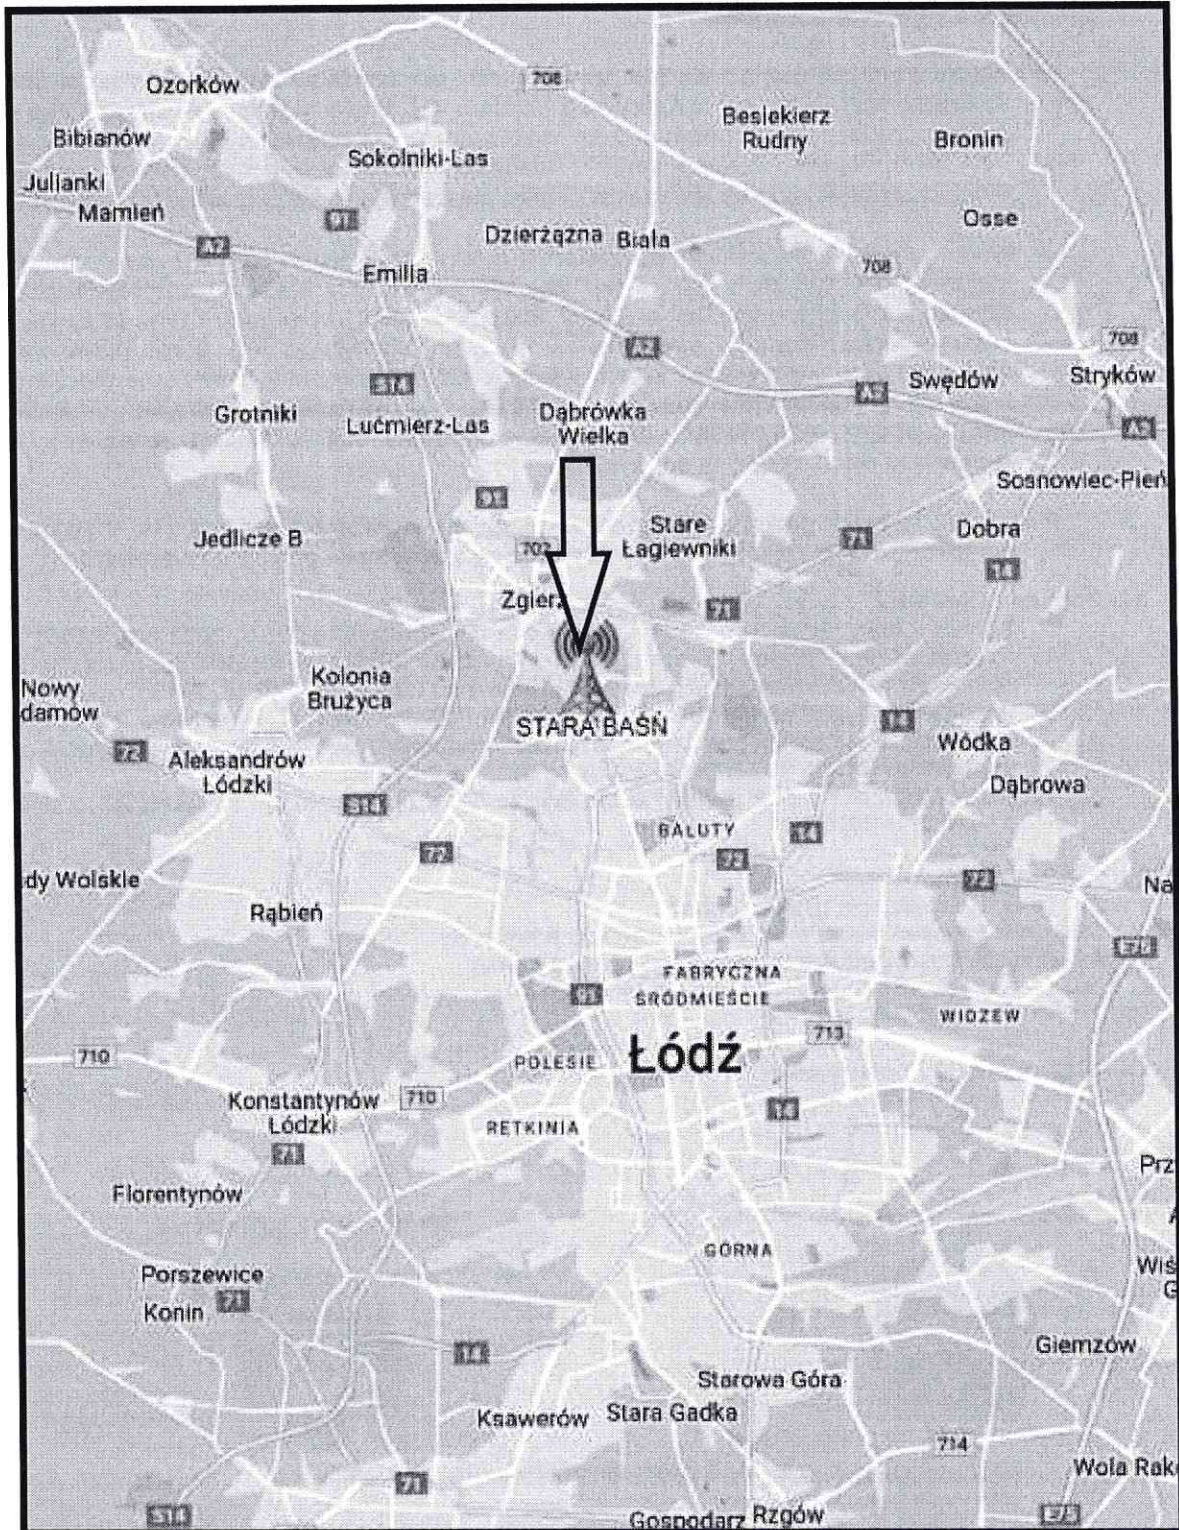 708
Ozorków
Besiekierz
Rudny
Bibianów
Bronin
Sokolniki-Las
Julianki
Mamień
91
Osse
Dzierżązna
Biała
A2
708
Emilia
708
A2
Stryków
Swędów
S14
A2
Grotniki
Dąbrówka
Wielka
Lućmierz-Las
A2
Sosnowiec-Pień
91
Stare
Łagiewniki
Dobra
Jedlicze B
71
702
14
Zgierz
71
Kolonia
Brużyca
Nowy
damów
STARA BAŚŃ
14
72
Wódka
Aleksandrów
Łódzki
Dąbrowa
S14
BAŁUTY
14
72
72
dy Wolskie
72
Na
Rąbień
E75
FABRYCZNA
91
ŚRÓDMIEŚCIE
WIDZEW
713
710
POLESIE
Łódź
Konstantynów
Łódzki
710
14
RETKINIA
71
Prz
Florentynów
GÓRNA
Wiś
G
Porszewice
71
Konin
14
Giemzów
Starowa Góra
Ksawerów
Stara Gadka
714
Wola Rak
71
S14
Gospodarz
Rzgów
E75